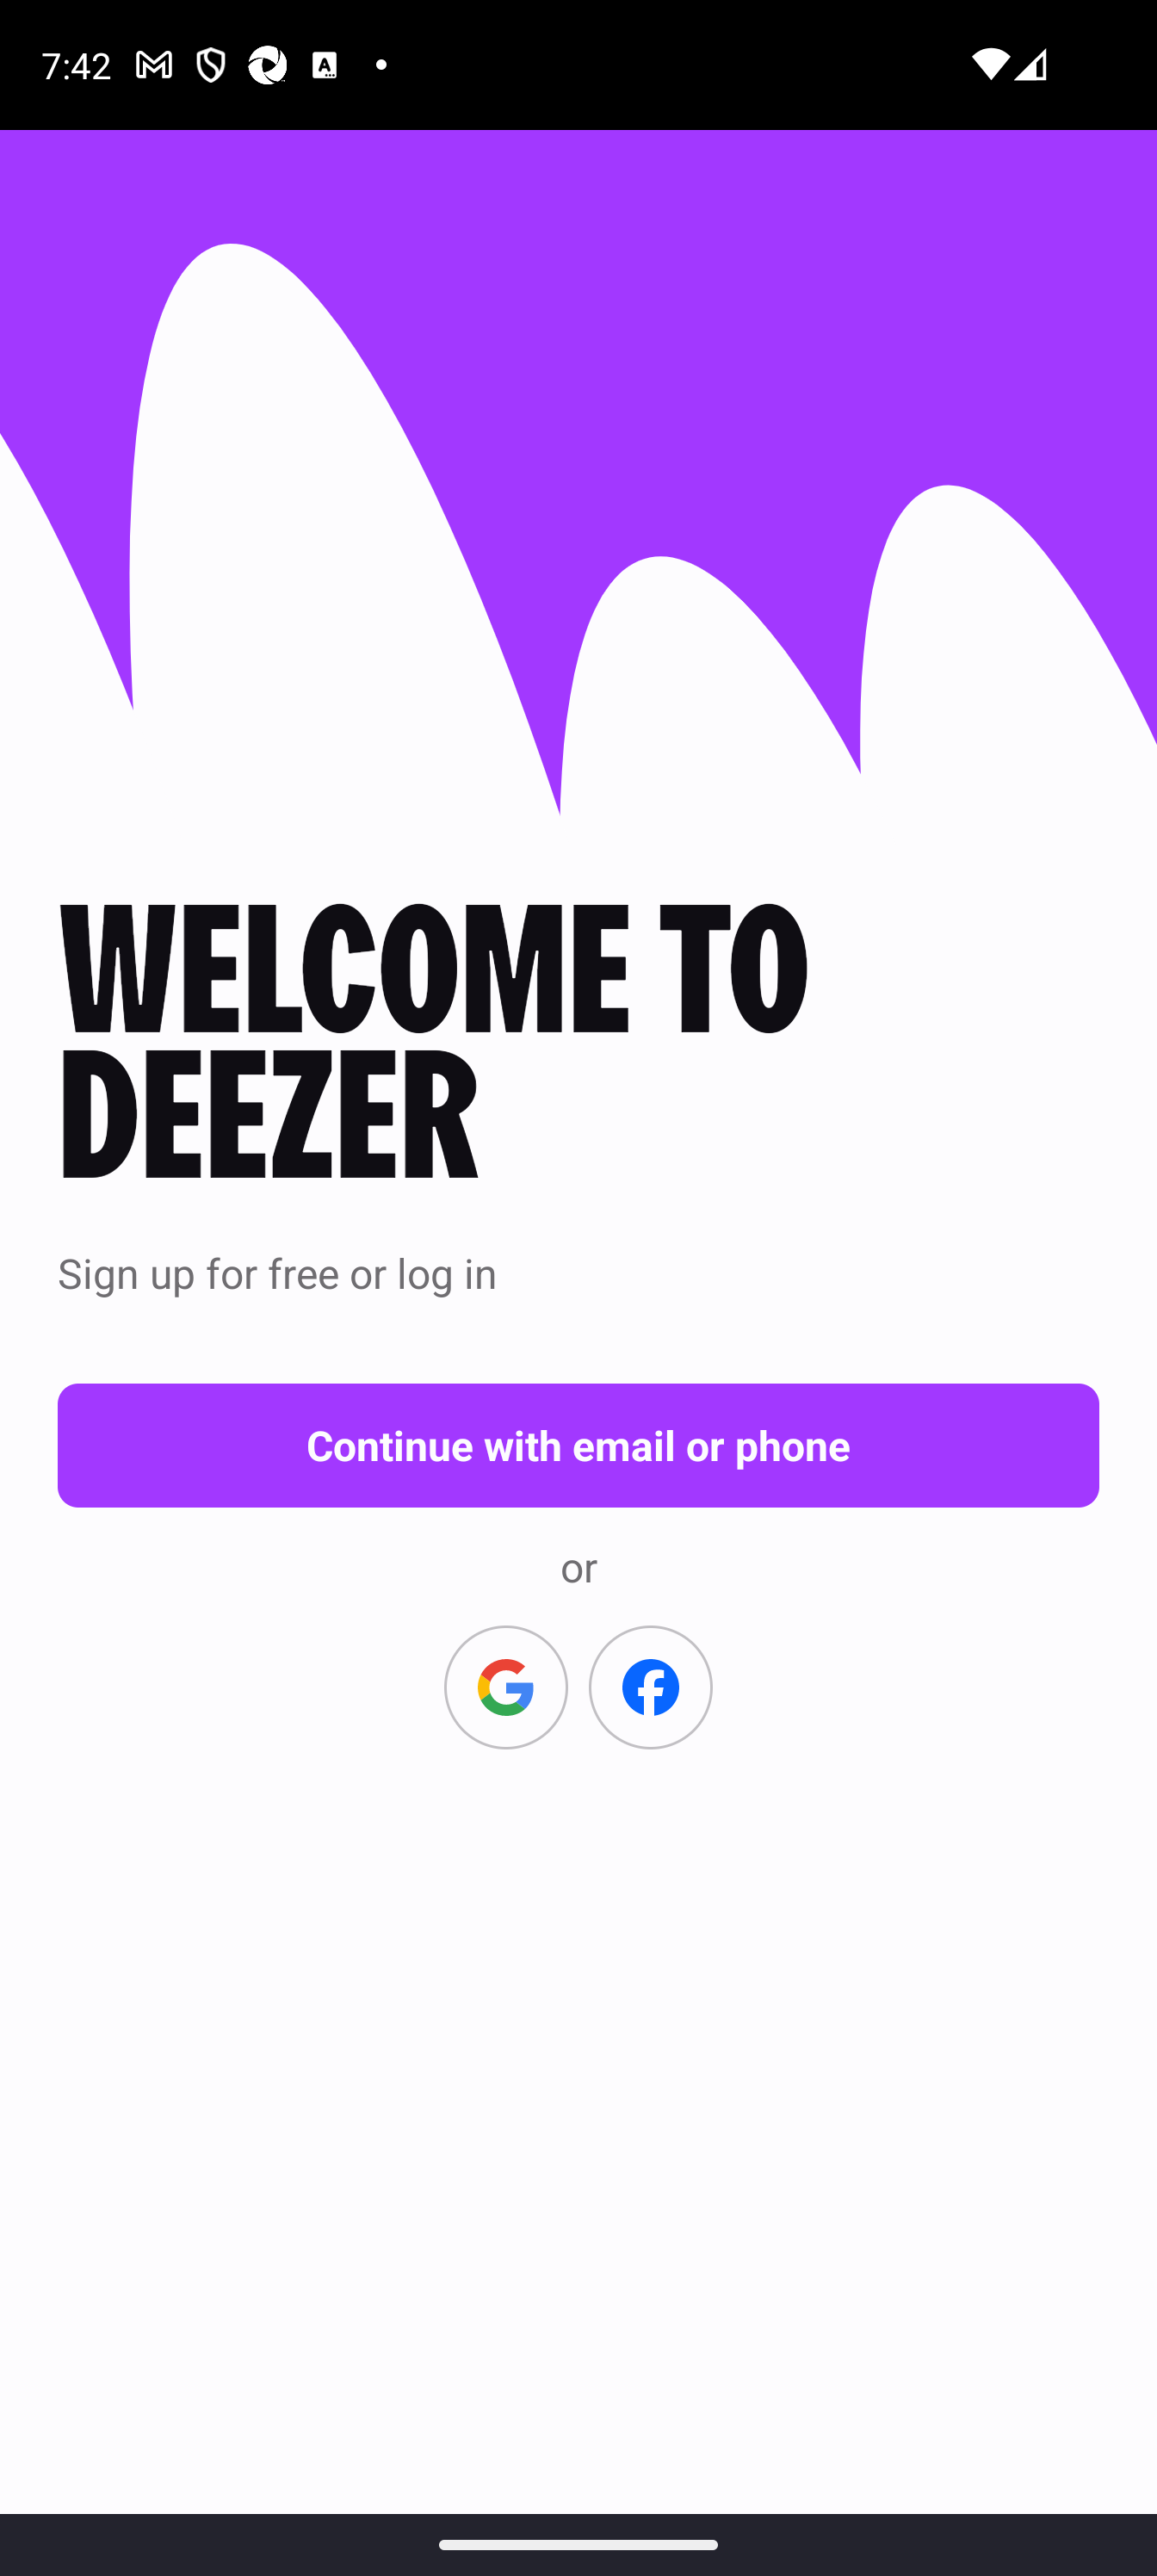 7:42
WELCOME TO
DEEZER
Sign up for free or log in
Continue with email or phone
or